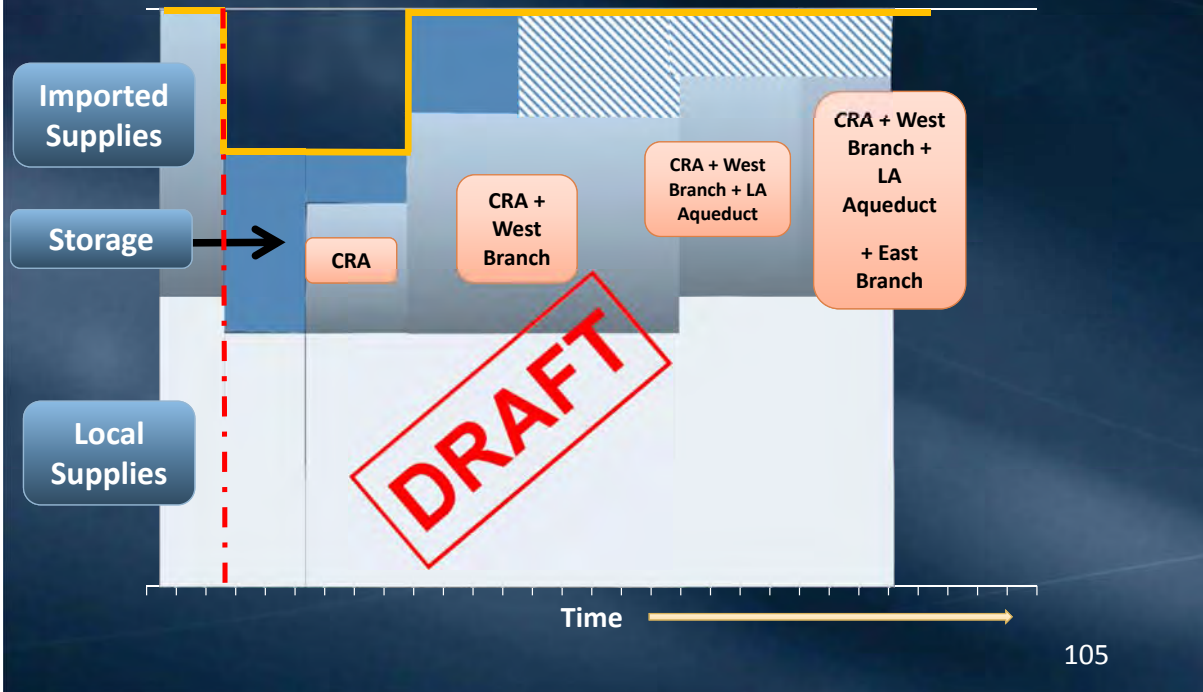 Imported
Supplies
Storage
Local
Supplies
CRA
CRA +
West
Branch
CRA + West
Branch + LA
Aqueduct
CRA + West
Branch +
LA
Aqueduct
+ East
Branch
DRAFT
Time
105